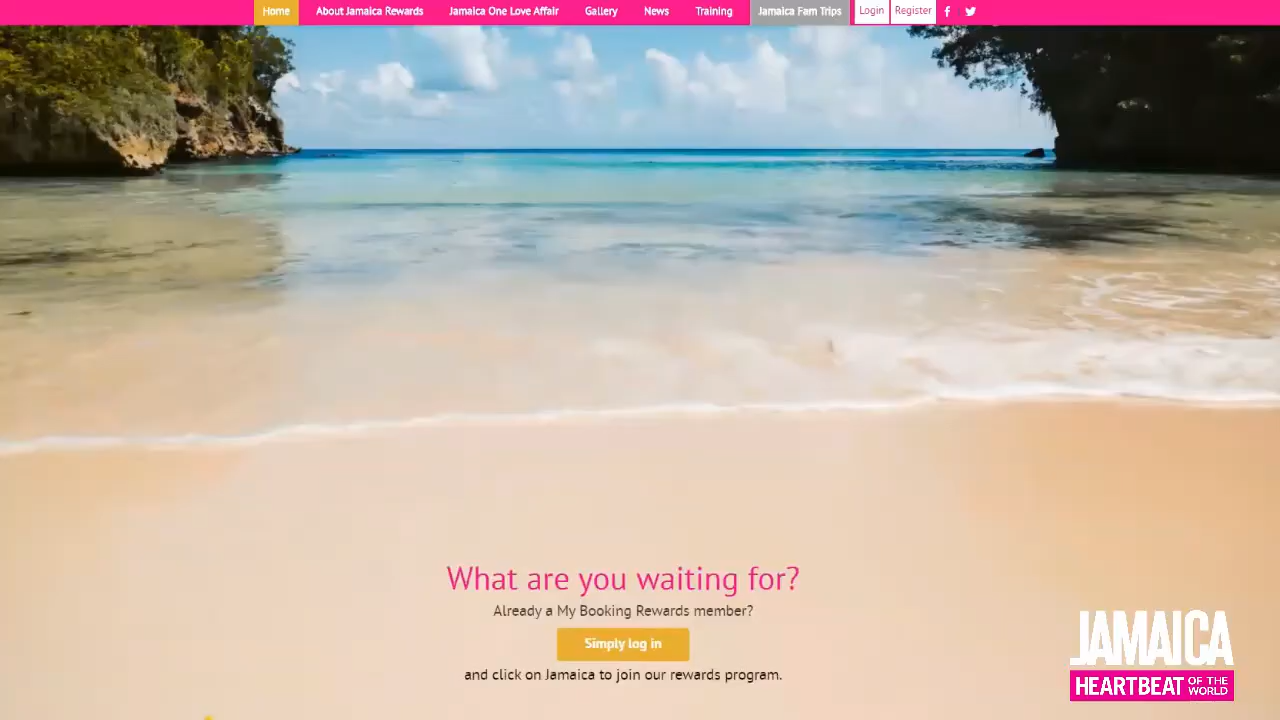 Home About Jamaica Rewards Jamaica One Love Affair Gallery News Training Jamaica Fam Trips Login Register
What are you waiting for?
Already a My Booking Rewards member?
Simply log in
and click on Jamaica to join our rewards program.
JAMAICA
HEARTBEAT OF THE WORLD